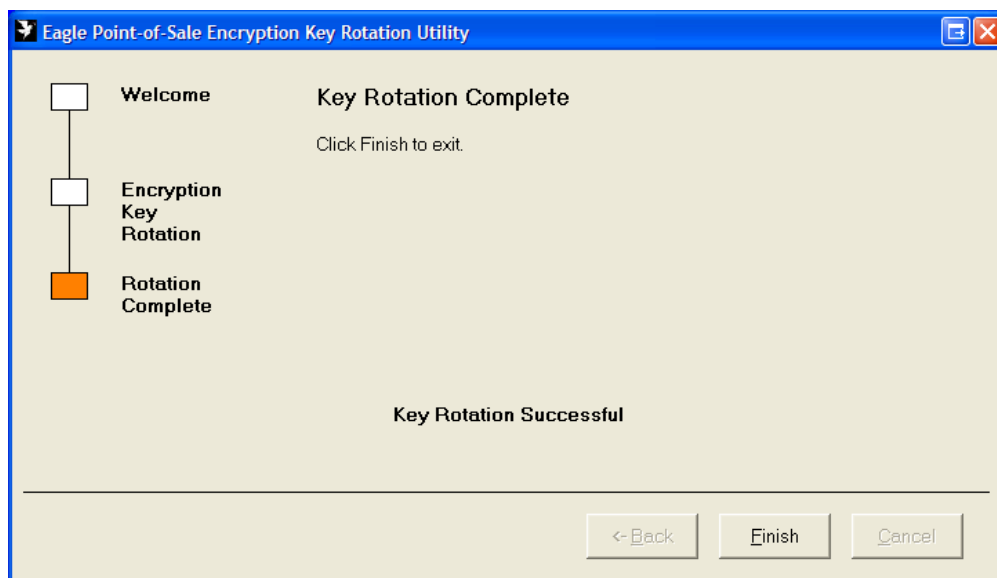 Eagle Point-of-Sale Encryption Key Rotation Utility
Welcome
Encryption
Key
Rotation
Rotation
Complete
Key Rotation Complete
Click Finish to exit.
Key Rotation Successful
<- Back
Finish
Cancel